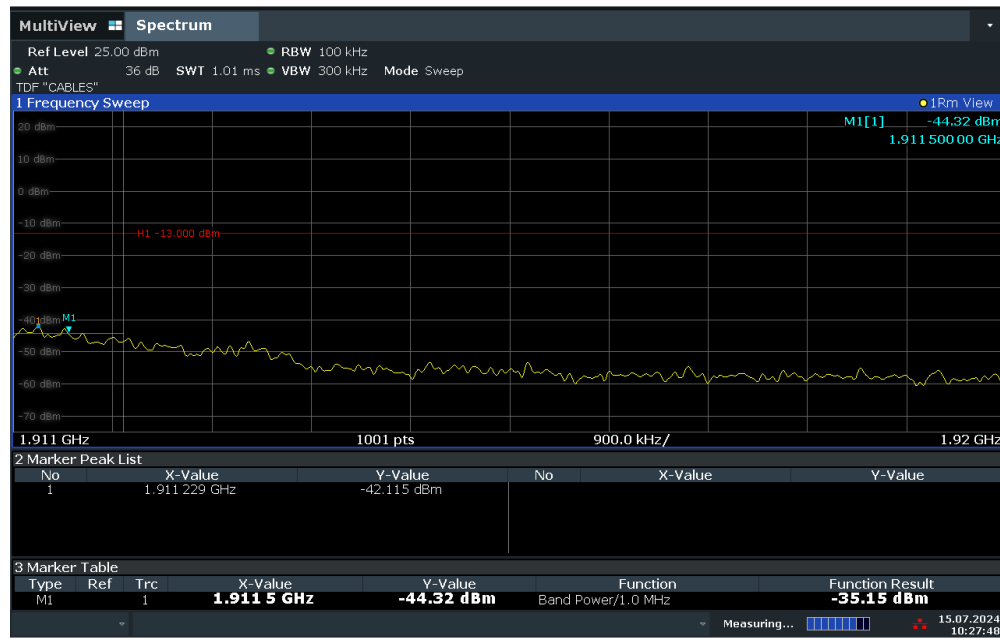 MultiView Spectrum
Ref Level 25.00 dBm RBW 100 kHz
Att 36 dB SWT 1.01 ms VBW 300 kHz Mode Sweep
TDF "CABLES"
1 Frequency Sweep 1Rm View
M1[1] -44.32 dBm
1.911 500 00 GHz
20 dBm
10 dBm
0 dBm
-10 dBm
H1 -13.000 dBm
-20 dBm
-30 dBm
-40 dBm 1 M1
-50 dBm
-60 dBm
-70 dBm
1.911 GHz 1001 pts 900.0 kHz/ 1.92 GHz
2 Marker Peak List
No X-Value Y-Value No X-Value Y-Value
1 1.911 229 GHz -42.115 dBm
3 Marker Table
Type Ref Trc X-Value Y-Value Function Function Result
M1 1 1.911 5 GHz -44.32 dBm Band Power/1.0 MHz -35.15 dBm
Measuring... 15.07.2024
10:27:48